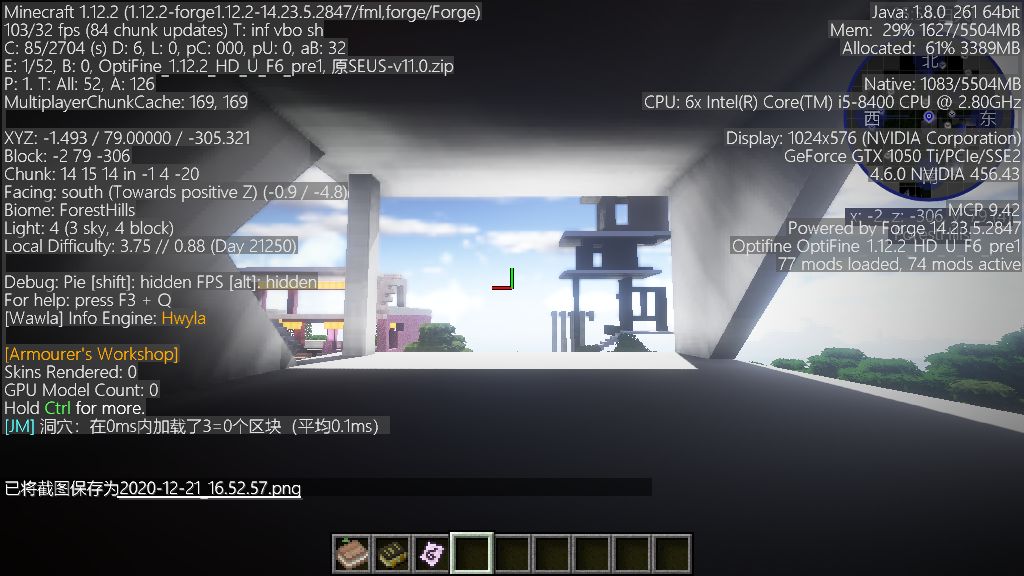 Minecraft 1.12.2 (1.12.2-forge1.12.2-14.23.5.2847/fml,forge/Forge)
103/32 fps (84 chunk updates) T: inf vbo sh
C: 85/2704 (s) D: 6, L: 0, pC: 000, pU: 0, aB: 32
E: 1/52, B: 0, OptiFine_1.12.2_HD_U_F6_pre1, 原SEUS-v11.0.zip
P: 1. T: All: 52, A: 126
MultiplayerChunkCache: 169, 169
XYZ: -1.493 / 79.00000 / -305.321
Block: -2 79 -306
Chunk: 14 15 14 in -1 4 -20
Facing: south (Towards positive Z) (-0.9 / -4.8)
Biome: ForestHills
Light: 4 (3 sky, 4 block)
Local Difficulty: 3.75 // 0.88 (Day 21250)
Debug: Pie [shift]: hidden FPS [alt]: hidden
For help: press F3 + Q
[Wawla] Info Engine: Hwyla
[Armourer's Workshop]
Skins Rendered: 0
GPU Model Count: 0
Hold Ctrl for more.
[JM] 洞穴：在0ms内加载了3=0个区块（平均0.1ms）
已将截图保存为2020-12-21_16.52.57.png
Java: 1.8.0_261 64bit
Mem: 29% 1627/5504MB
Allocated: 61% 3389MB
北
Native: 1083/5504MB
CPU: 6x Intel(R) Core(TM) i5-8400 CPU @ 2.80GHz
西 东
Display: 1024x576 (NVIDIA Corporation)
GeForce GTX 1050 Ti/PCIe/SSE2
4.6.0 NVIDIA 456.43
x: -2, z: -306
MCP 9.42
Powered by Forge 14.23.5.2847
Optifine OptiFine_1.12.2_HD_U_F6_pre1
77 mods loaded, 74 mods active